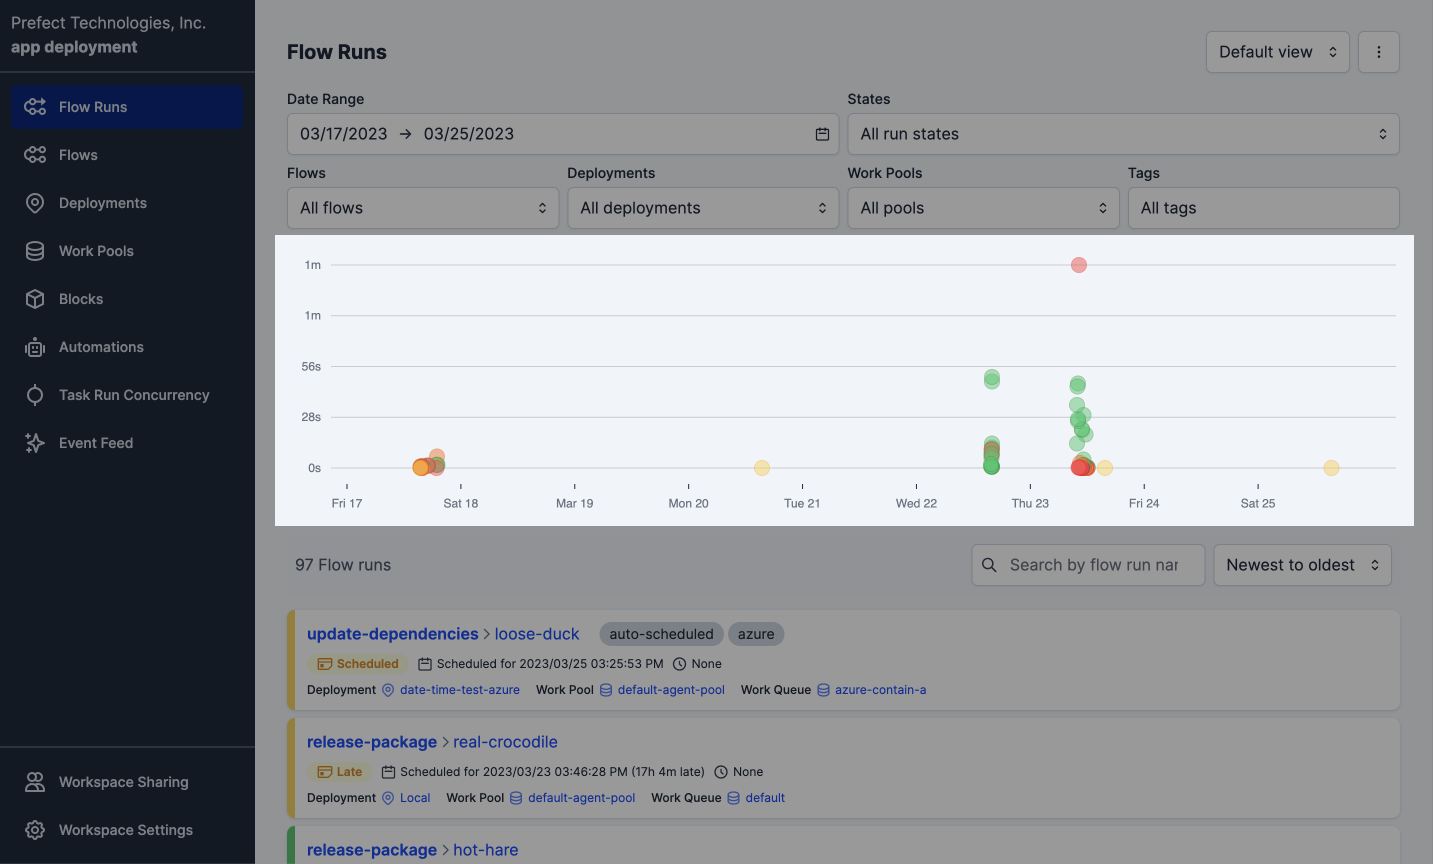 Prefect Technologies, Inc.
app deployment
Flow Runs
Flows
Deployments
Work Pools
Blocks
Automations
Task Run Concurrency
Event Feed
Workspace Sharing
Workspace Settings
Flow Runs
Default view
Date Range
States
03/17/2023 → 03/25/2023
All run states
Flows
Deployments
Work Pools
Tags
All flows
All deployments
All pools
All tags
1m
1m
56s
28s
0s
Fri 17
Sat 18
Mar 19
Mon 20
Tue 21
Wed 22
Thu 23
Fri 24
Sat 25
97 Flow runs
Search by flow run nar
Newest to oldest
update-dependencies > loose-duck auto-scheduled azure
Scheduled Scheduled for 2023/03/25 03:25:53 PM None
Deployment date-time-test-azure Work Pool default-agent-pool Work Queue azure-contain-a
release-package > real-crocodile
Late Scheduled for 2023/03/23 03:46:28 PM (17h 4m late) None
Deployment Local Work Pool default-agent-pool Work Queue default
release-package > hot-hare